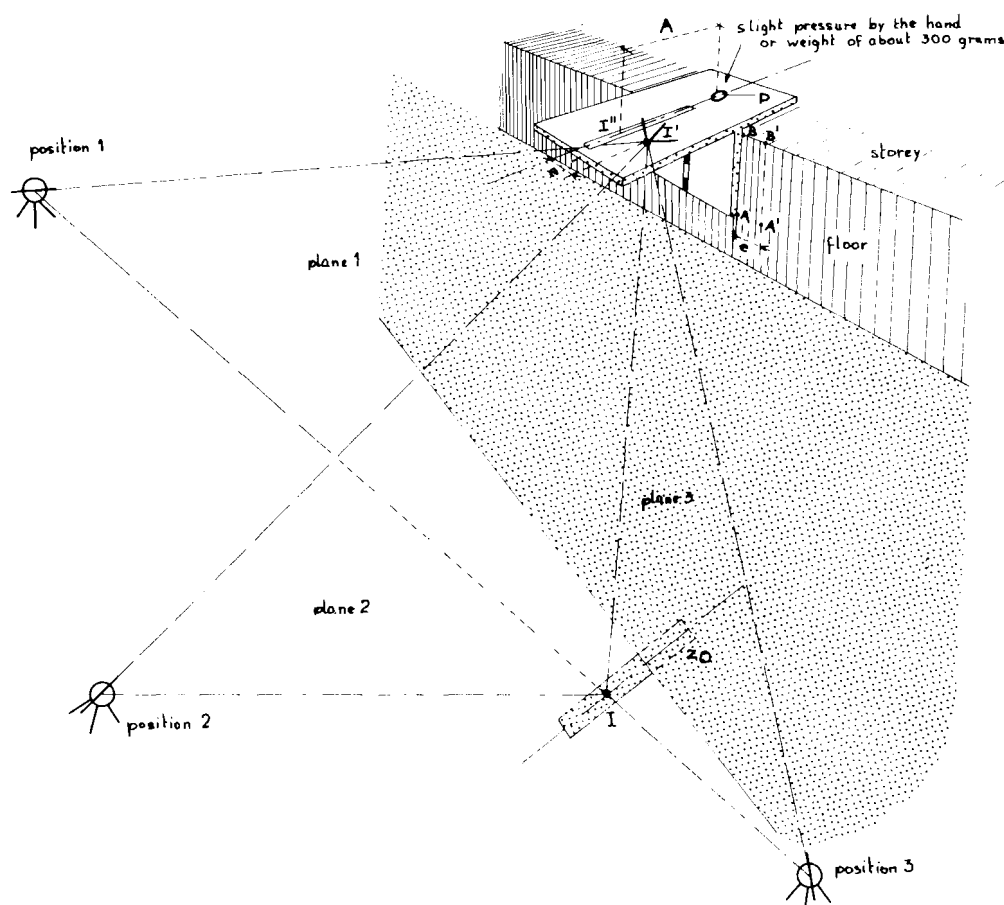 A
slight pressure by the hand
or weight of about 300 grams
P
I"
I'
position 1
B
B'
storey
A
A'
e
floor
plane 1
plane 3
plane 2
20
I
position 2
position 3